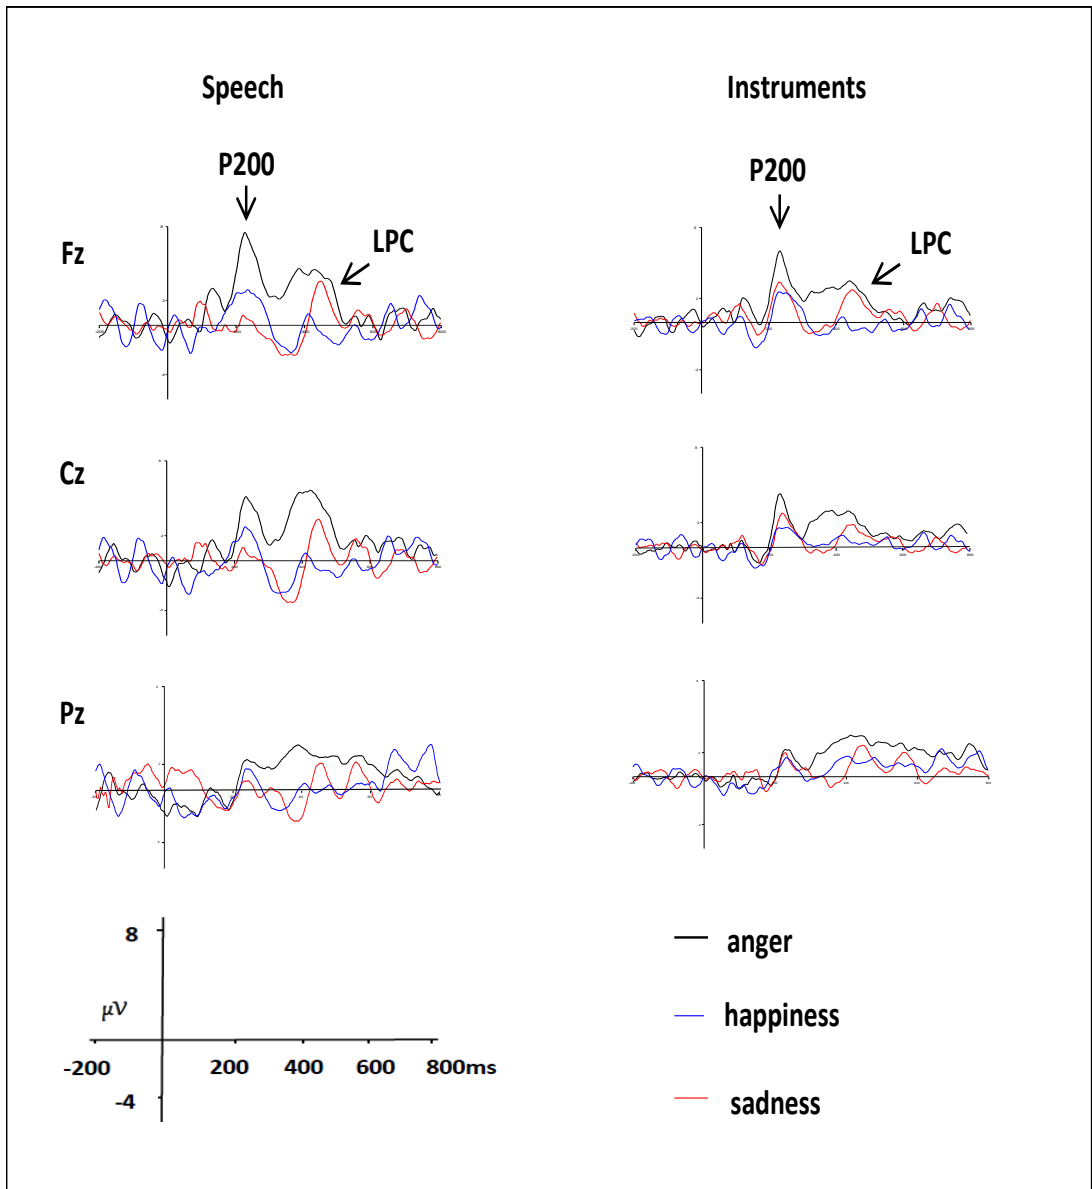 Speech
Instruments
P200
P200
Fz
LPC
LPC
Cz
Pz
8
μV
-200
200
400
600
800ms
-4
anger
happiness
sadness